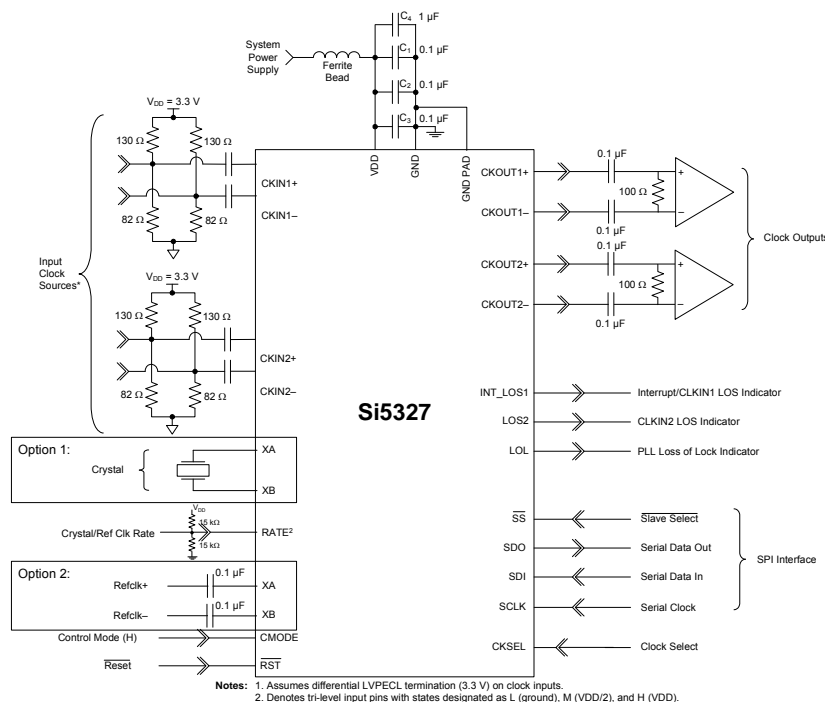 C4 1 µF
System
Power
Supply
Ferrite
Bead
C1 0.1 µF
C2 0.1 µF
C3 0.1 µF
VDD
GND
GND PAD
VDD = 3.3 V
130 Ω
130 Ω
82 Ω
82 Ω
CKIN1+
CKIN1–
Input
Clock
Sources*
VDD = 3.3 V
130 Ω
130 Ω
82 Ω
82 Ω
CKIN2+
CKIN2–
Si5327
CKOUT1+
0.1 µF
100 Ω
+
–
CKOUT1–
0.1 µF
CKOUT2+
0.1 µF
100 Ω
+
–
CKOUT2–
0.1 µF
Clock Outputs
INT_LOS1 Interrupt/CLKIN1 LOS Indicator
LOS2 CLKIN2 LOS Indicator
LOL PLL Loss of Lock Indicator
Option 1:
Crystal
XA
XB
VDD
15 kΩ
15 kΩ
Crystal/Ref Clk Rate RATE²
Option 2:
Refclk+ 0.1 µF XA
Refclk– 0.1 µF XB
Control Mode (H) CMODE
Reset RST
SS Slave Select
SDO Serial Data Out
SDI Serial Data In
SCLK Serial Clock
SPI Interface
CKSEL Clock Select
Notes: 1. Assumes differential LVPECL termination (3.3 V) on clock inputs.
2. Denotes tri-level input pins with states designated as L (ground), M (VDD/2), and H (VDD).